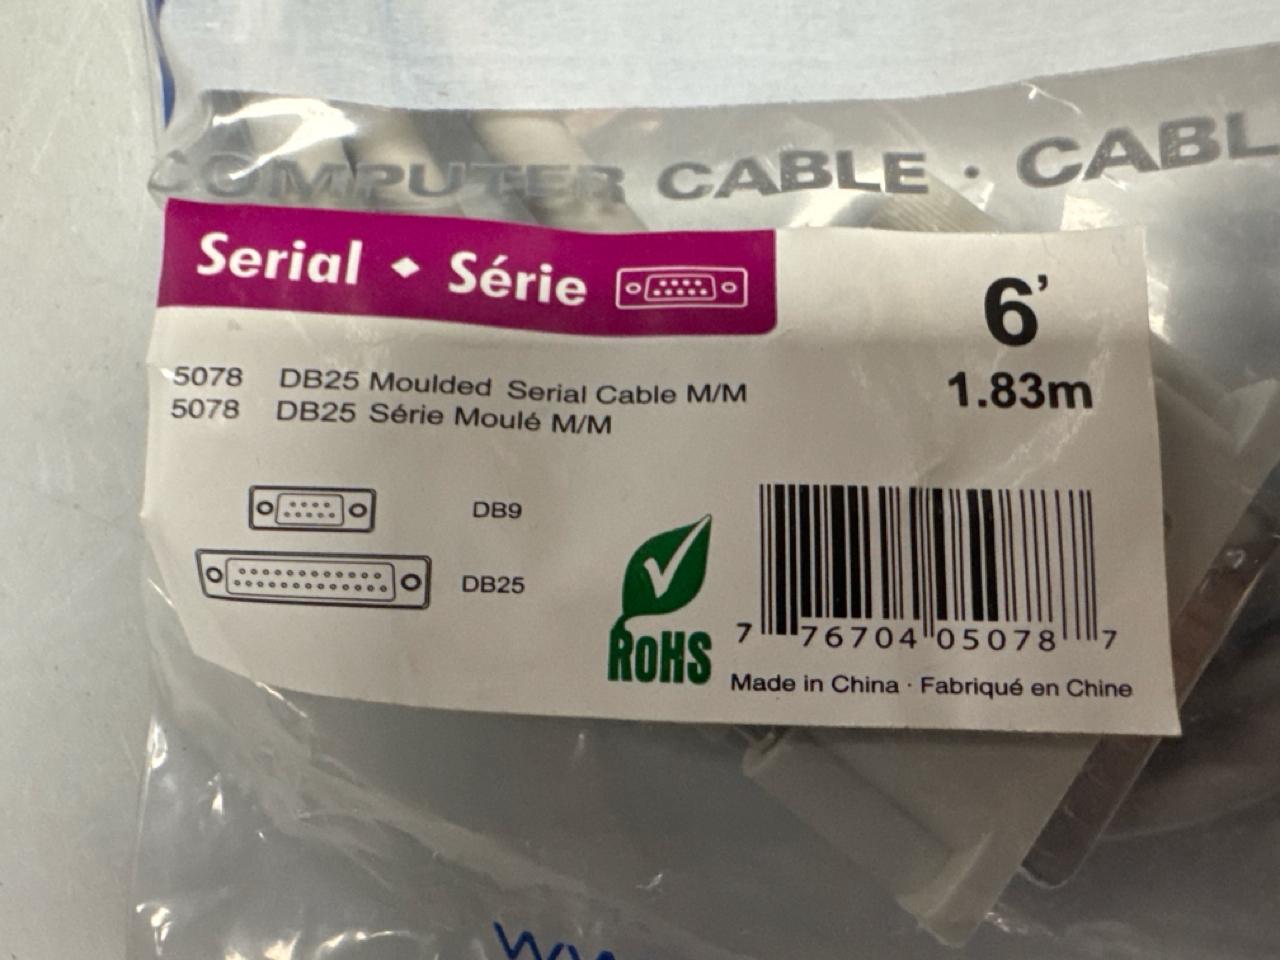 COMPUTER CABLE · CABL
Serial ◆ Série
6'
1.83m
5078 DB25 Moulded Serial Cable M/M
5078 DB25 Série Moulé M/M
DB9
DB25
RoHS
7 76704 05078 7
Made in China · Fabriqué en Chine